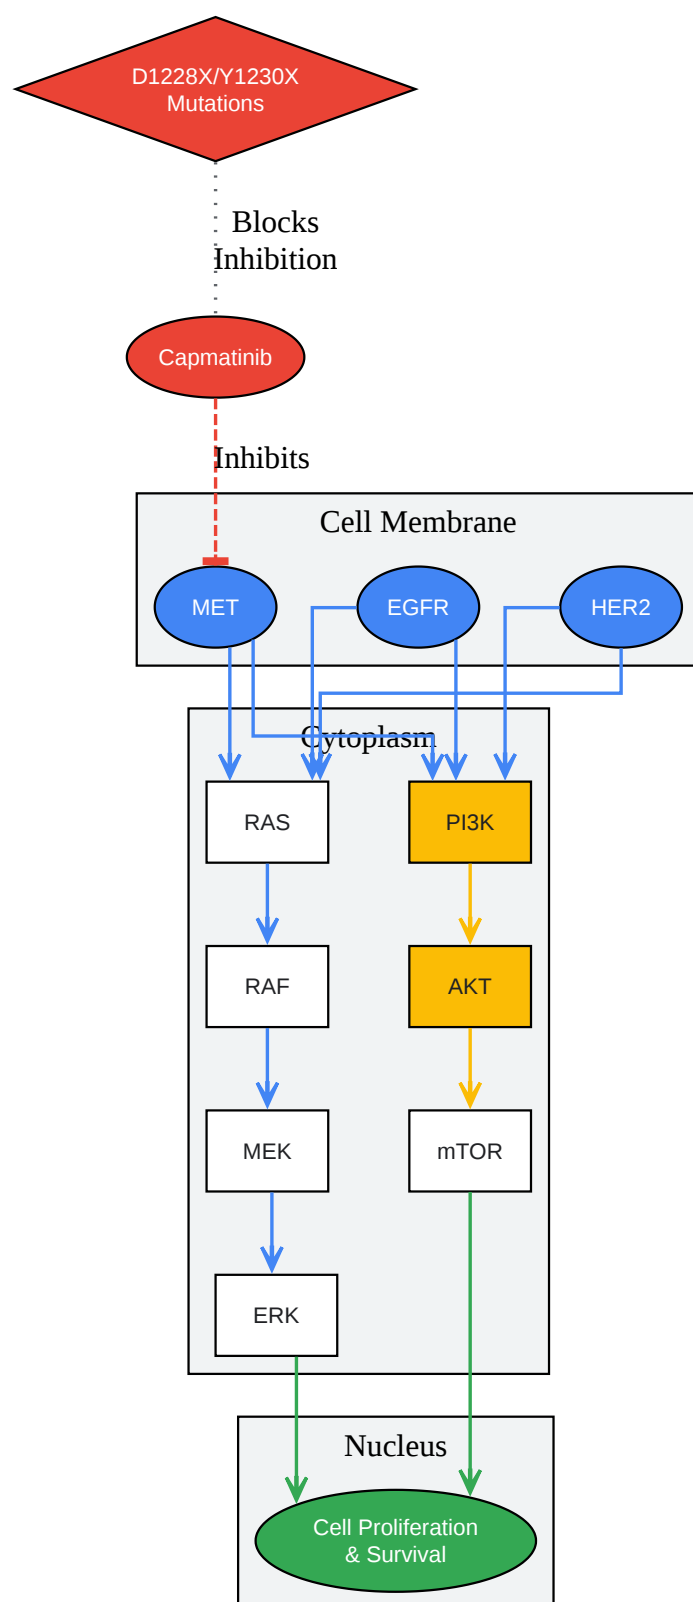 D1228X/Y1230X
Mutations
Blocks
Inhibition
Capmatinib
Inhibits
Cell Membrane
MET
EGFR
HER2
Cytoplasm
RAS
PI3K
RAF
AKT
MEK
mTOR
ERK
Nucleus
Cell Proliferation
& Survival